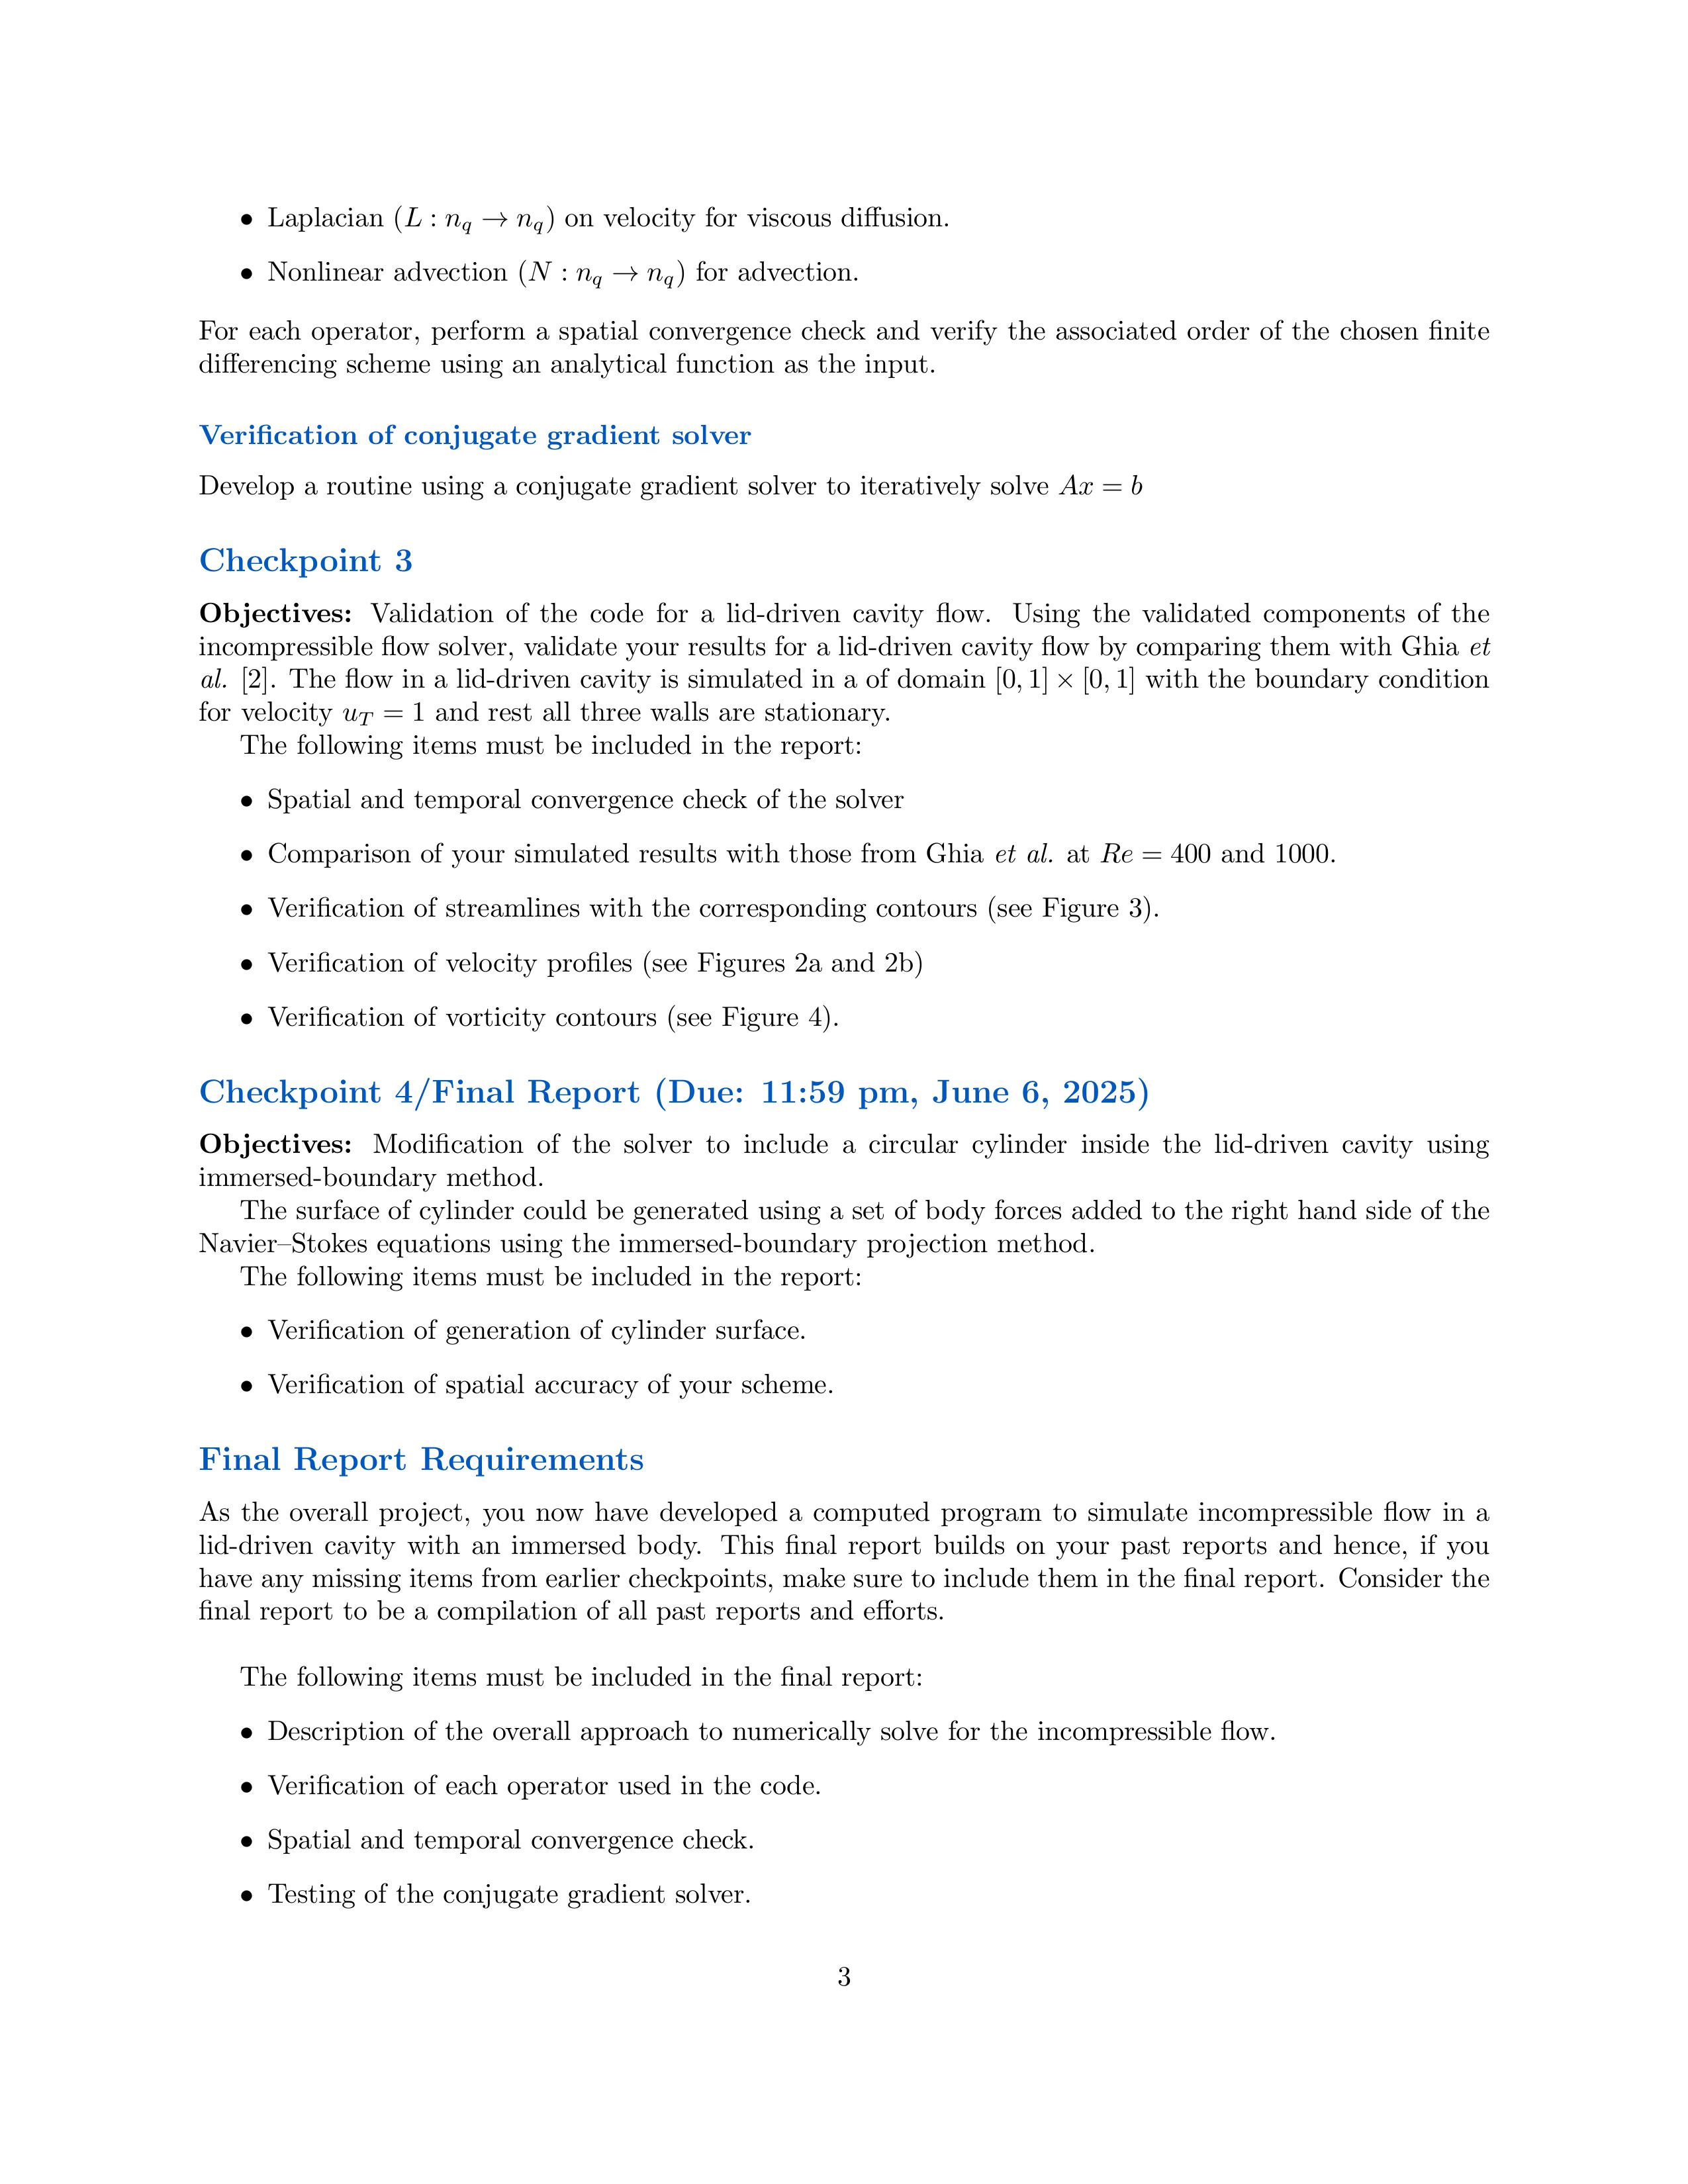 • Laplacian (L : n_q → n_q) on velocity for viscous diffusion.
• Nonlinear advection (N : n_q → n_q) for advection.
For each operator, perform a spatial convergence check and verify the associated order of the chosen finite
differencing scheme using an analytical function as the input.
Verification of conjugate gradient solver
Develop a routine using a conjugate gradient solver to iteratively solve Ax = b
Checkpoint 3
Objectives: Validation of the code for a lid-driven cavity flow. Using the validated components of the
incompressible flow solver, validate your results for a lid-driven cavity flow by comparing them with Ghia et
al. [2]. The flow in a lid-driven cavity is simulated in a of domain [0, 1] × [0, 1] with the boundary condition
for velocity u_T = 1 and rest all three walls are stationary.
The following items must be included in the report:
• Spatial and temporal convergence check of the solver
• Comparison of your simulated results with those from Ghia et al. at Re = 400 and 1000.
• Verification of streamlines with the corresponding contours (see Figure 3).
• Verification of velocity profiles (see Figures 2a and 2b)
• Verification of vorticity contours (see Figure 4).
Checkpoint 4/Final Report (Due: 11:59 pm, June 6, 2025)
Objectives: Modification of the solver to include a circular cylinder inside the lid-driven cavity using
immersed-boundary method.
The surface of cylinder could be generated using a set of body forces added to the right hand side of the
Navier–Stokes equations using the immersed-boundary projection method.
The following items must be included in the report:
• Verification of generation of cylinder surface.
• Verification of spatial accuracy of your scheme.
Final Report Requirements
As the overall project, you now have developed a computed program to simulate incompressible flow in a
lid-driven cavity with an immersed body. This final report builds on your past reports and hence, if you
have any missing items from earlier checkpoints, make sure to include them in the final report. Consider the
final report to be a compilation of all past reports and efforts.
The following items must be included in the final report:
• Description of the overall approach to numerically solve for the incompressible flow.
• Verification of each operator used in the code.
• Spatial and temporal convergence check.
• Testing of the conjugate gradient solver.
3